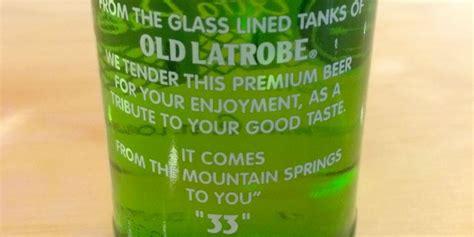 FROM THE GLASS LINED TANKS OF
OLD LATROBE®
WE TENDER THIS PREMIUM BEER
FOR YOUR ENJOYMENT, AS A
TRIBUTE TO YOUR GOOD TASTE.
IT COMES
FROM THE MOUNTAIN SPRINGS
TO YOU"
"33"